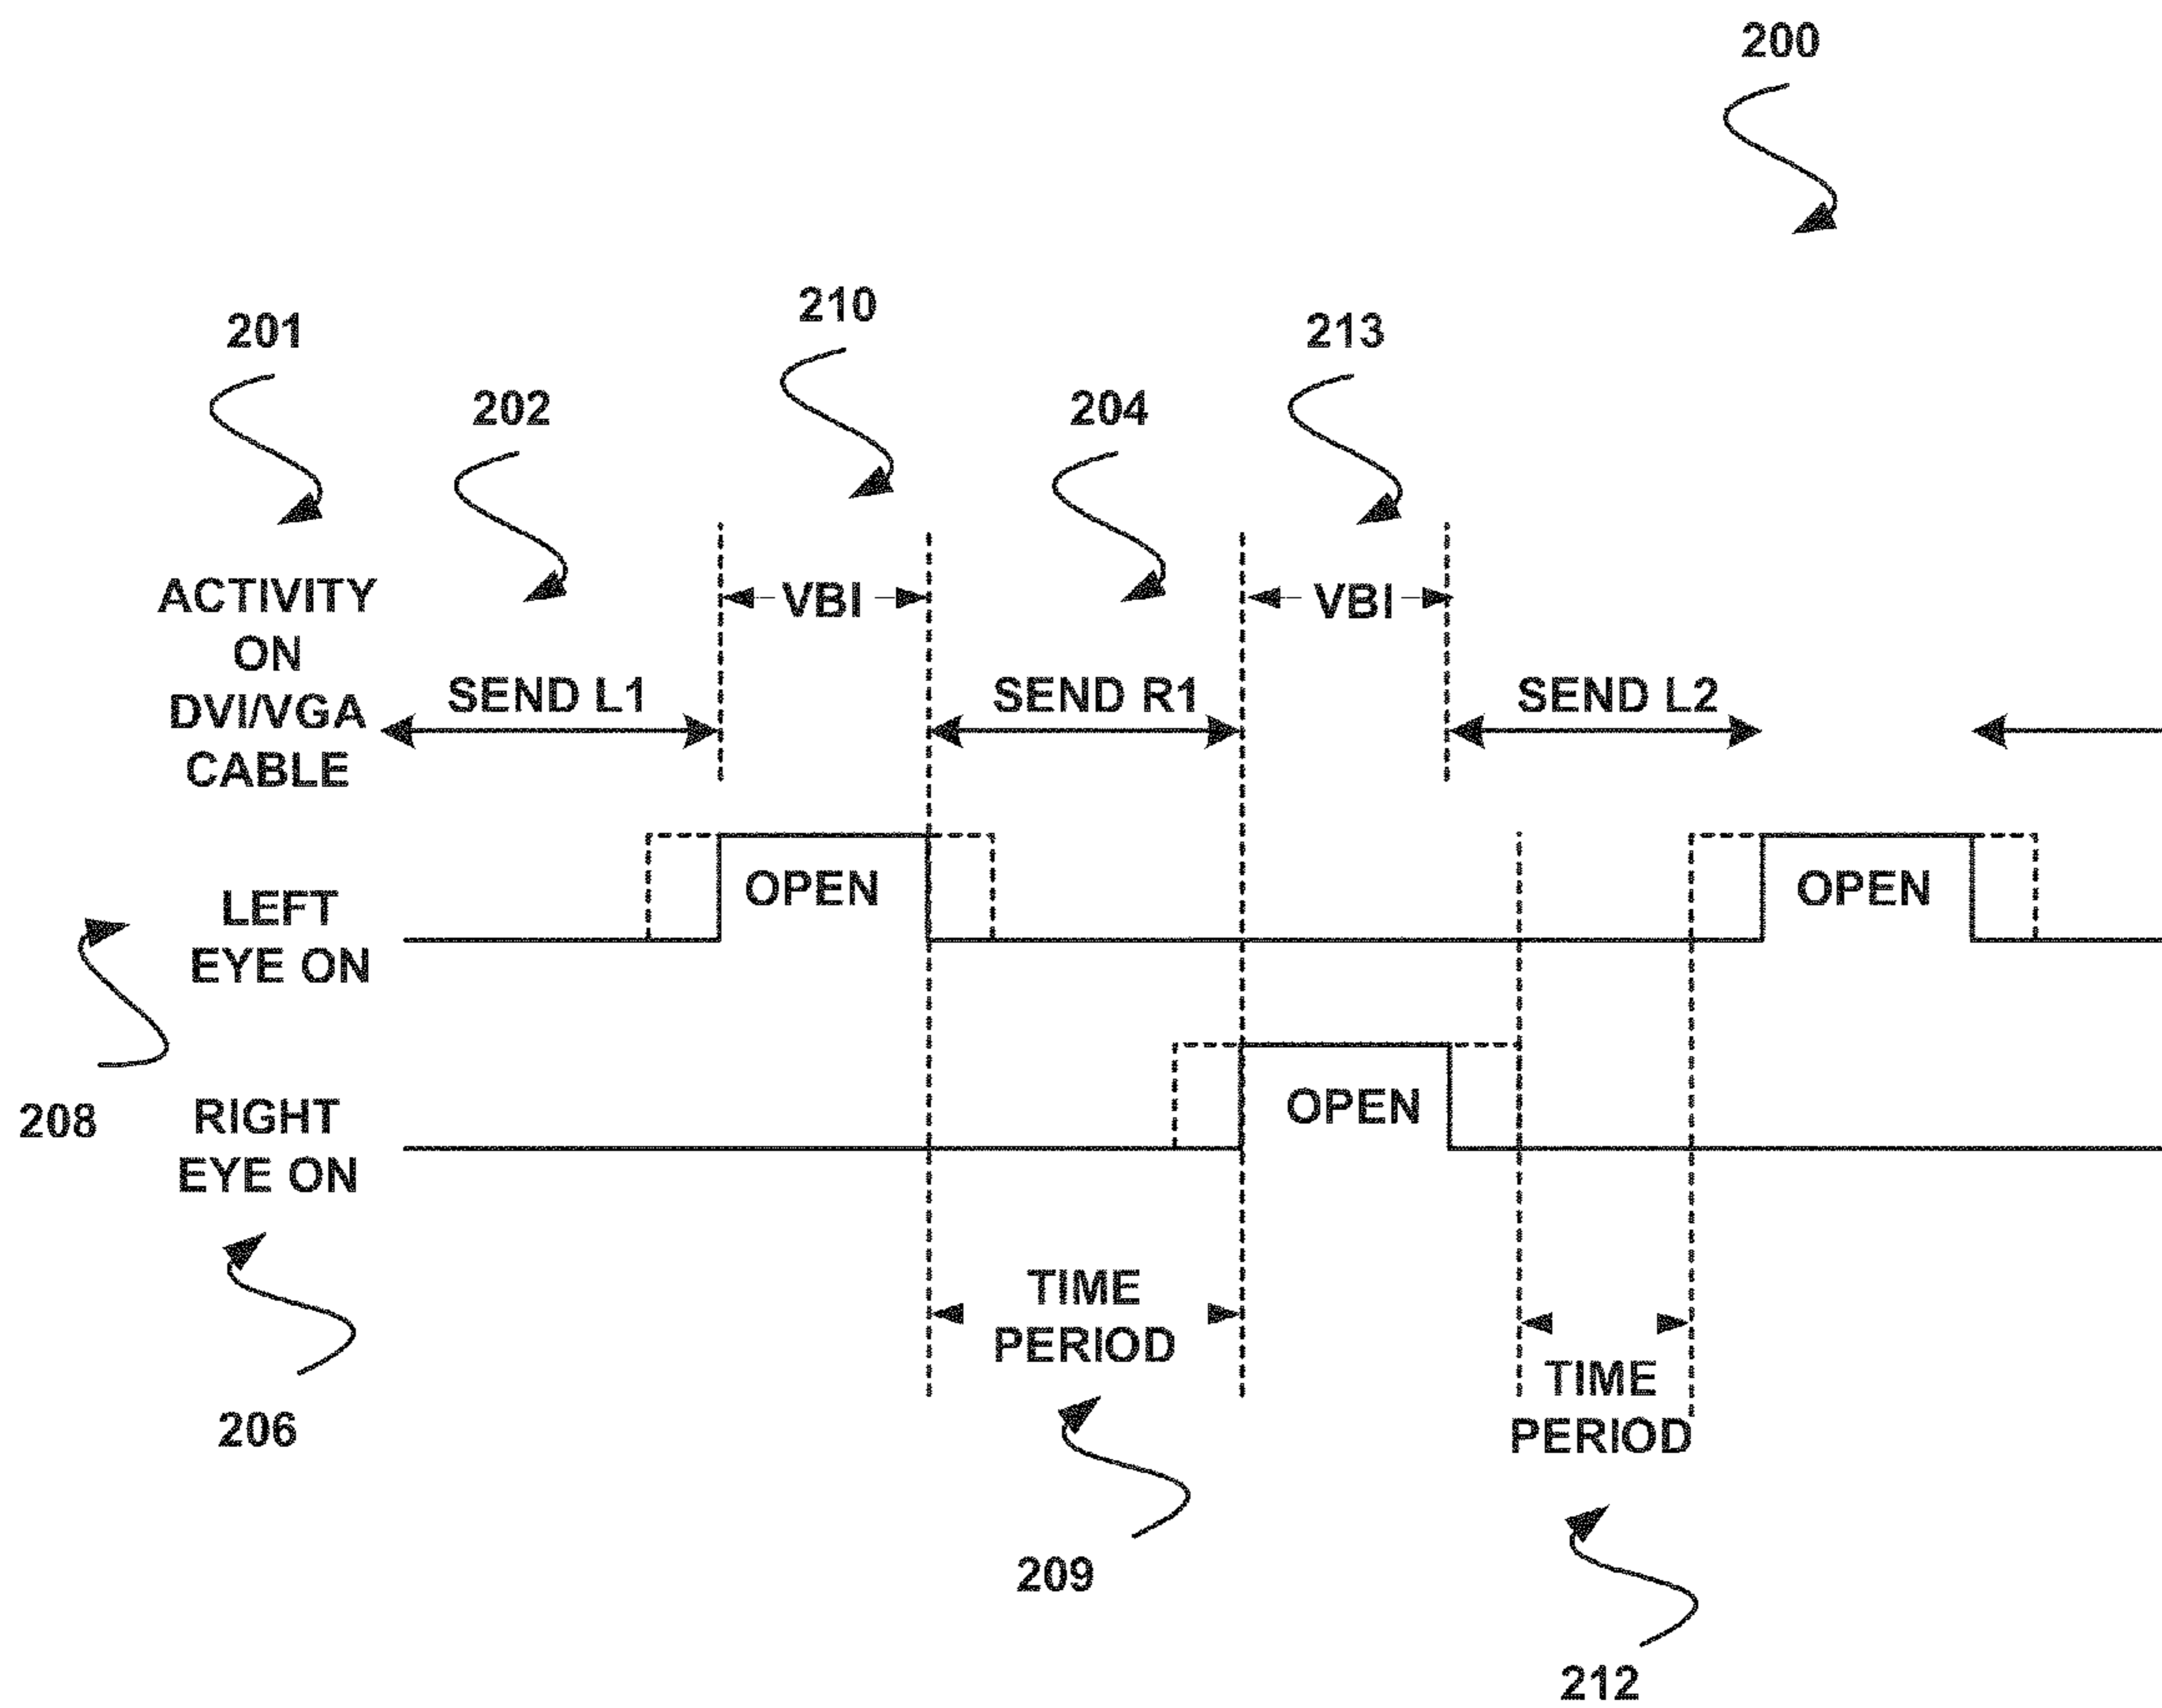 200
210
213
201
202
204
ACTIVITY
ON
DVI/VGA
CABLE
VBI
VBI
SEND L1
SEND R1
SEND L2
LEFT
EYE ON
OPEN
OPEN
208
RIGHT
EYE ON
OPEN
206
TIME
PERIOD
TIME
PERIOD
209
212